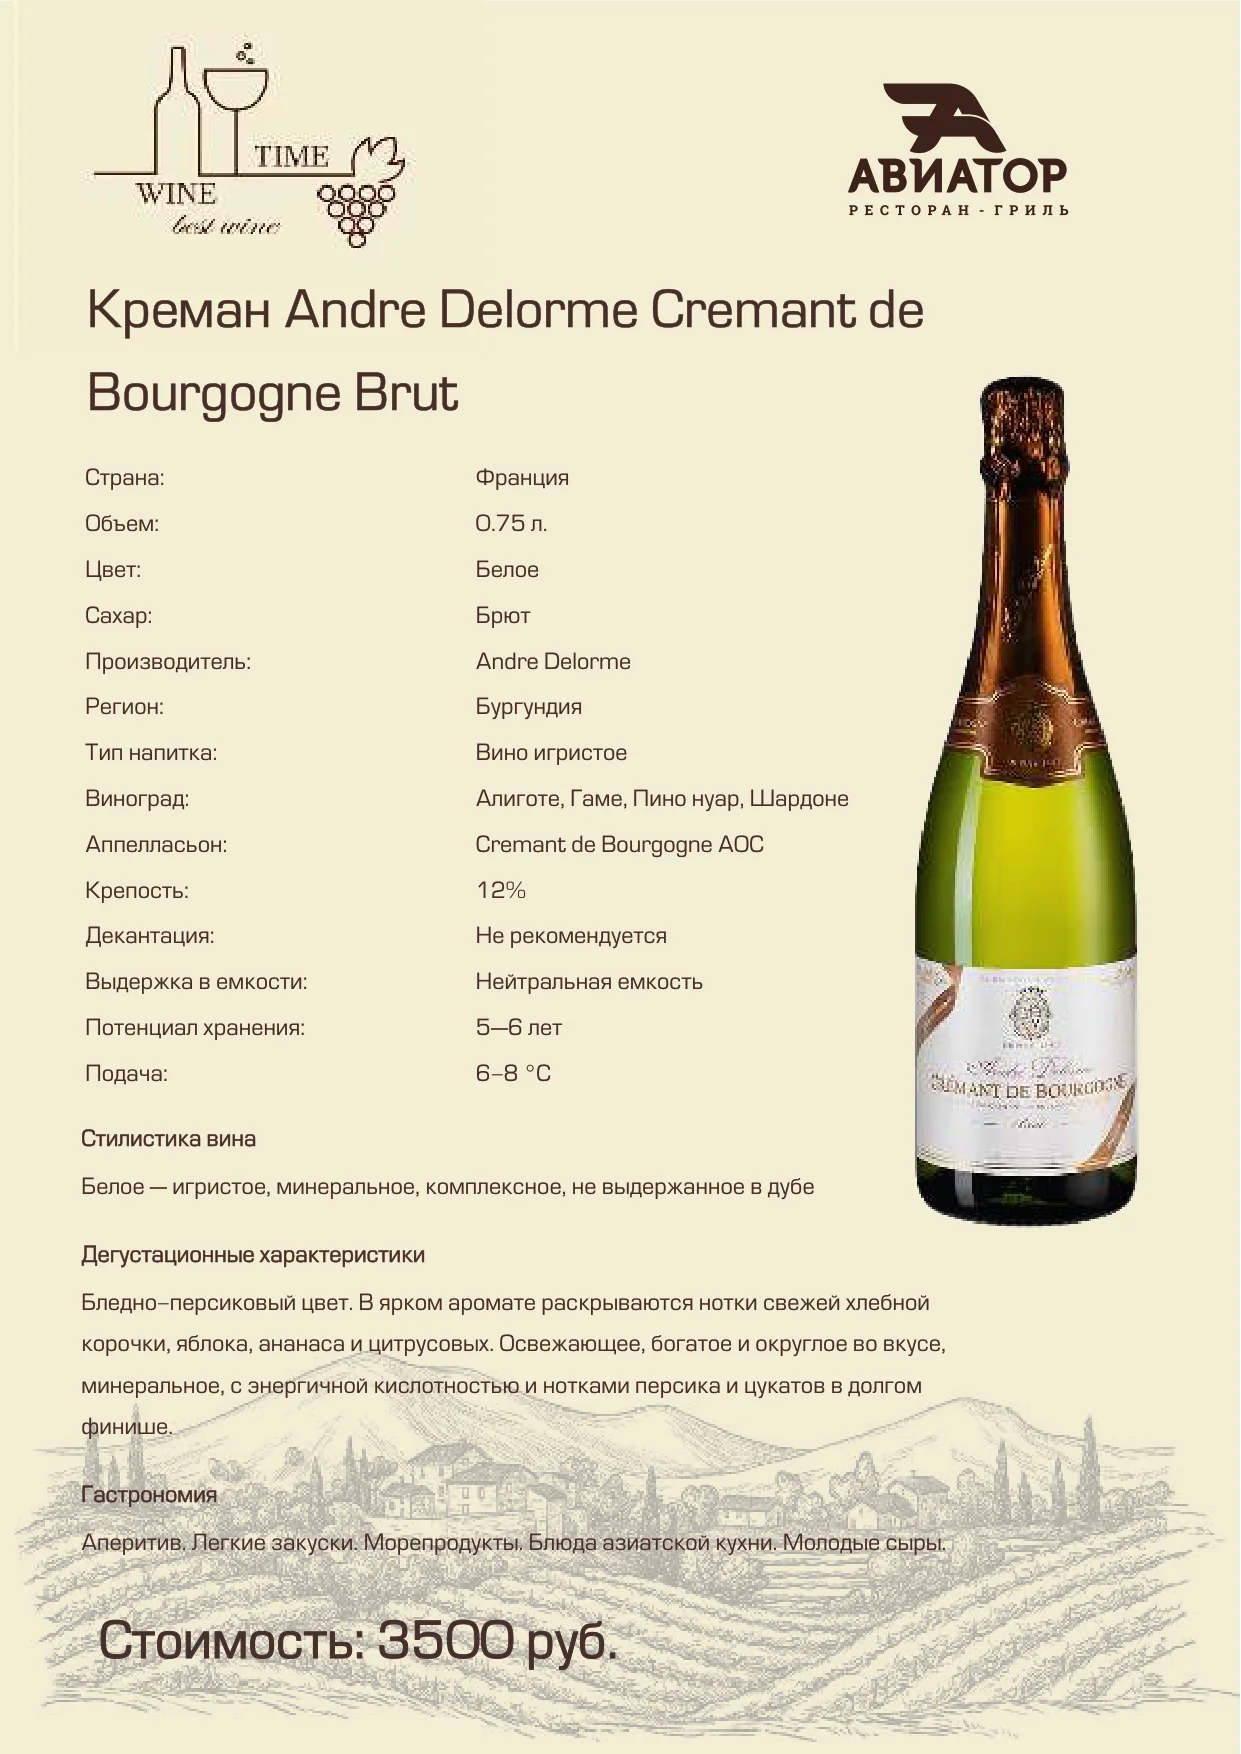 TIME
WINE
best wine
АВИАТОР
РЕСТОРАН - ГРИЛЬ
Креман Andre Delorme Cremant de
Bourgogne Brut
Страна: Франция
Объем: 0.75 л.
Цвет: Белое
Сахар: Брют
Производитель: Andre Delorme
Регион: Бургундия
Тип напитка: Вино игристое
Виноград: Алиготе, Гаме, Пино нуар, Шардоне
Аппелласьон: Cremant de Bourgogne AOC
Крепость: 12%
Декантация: Не рекомендуется
Выдержка в емкости: Нейтральная емкость
Потенциал хранения: 5—6 лет
Подача: 6–8 °C
Andre Delorme
CRÉMANT DE BOURGOGNE
Brut
Стилистика вина
Белое — игристое, минеральное, комплексное, не выдержанное в дубе
Дегустационные характеристики
Бледно–персиковый цвет. В ярком аромате раскрываются нотки свежей хлебной
корочки, яблока, ананаса и цитрусовых. Освежающее, богатое и округлое во вкусе,
минеральное, с энергичной кислотностью и нотками персика и цукатов в долгом
финише.
Гастрономия
Аперитив. Легкие закуски. Морепродукты. Блюда азиатской кухни. Молодые сыры.
Стоимость: 3500 руб.